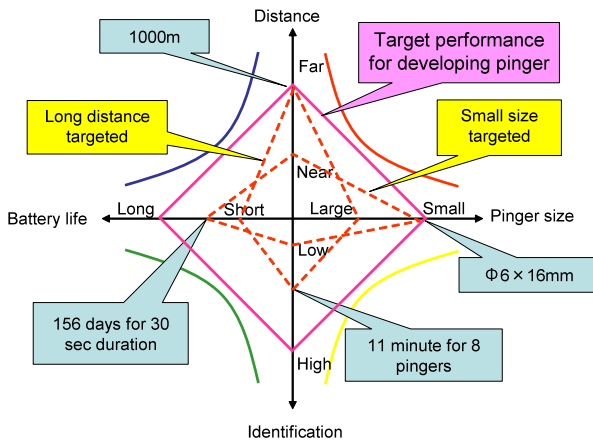 Distance
1000m
Far
Target performance
for developing pinger
Long distance
targeted
Small size
targeted
Near
Battery life
Long
Short
Large
Small
Pinger size
Low
Φ6×16mm
156 days for 30
sec duration
11 minute for 8
pingers
High
Identification